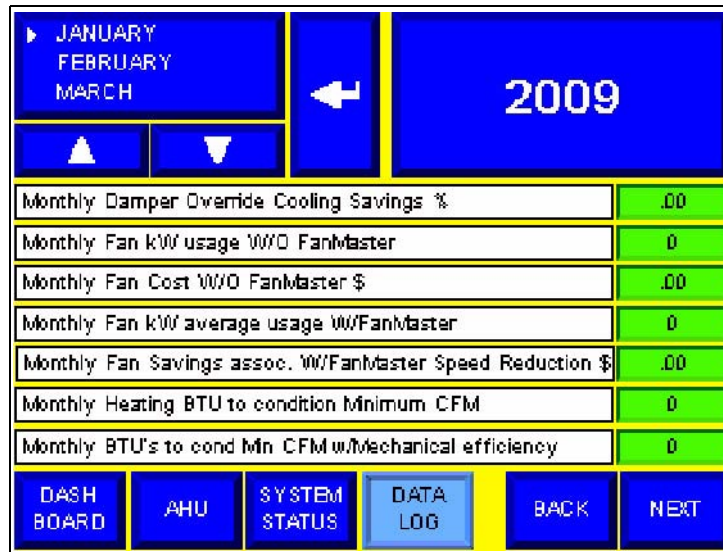 JANUARY
FEBRUARY
MARCH
2009
Monthly Damper Override Cooling Savings %
.00
Monthly Fan kW usage W/O FanMaster
0
Monthly Fan Cost W/O FanMaster $
.00
Monthly Fan kW average usage W/FanMaster
0
Monthly Fan Savings assoc. W/FanMaster Speed Reduction $
.00
Monthly Heating BTU to condition Minimum CFM
0
Monthly BTU's to cond Min CFM w/Mechanical efficiency
0
DASH BOARD
AHU
SYSTEM STATUS
DATA LOG
BACK
NEXT